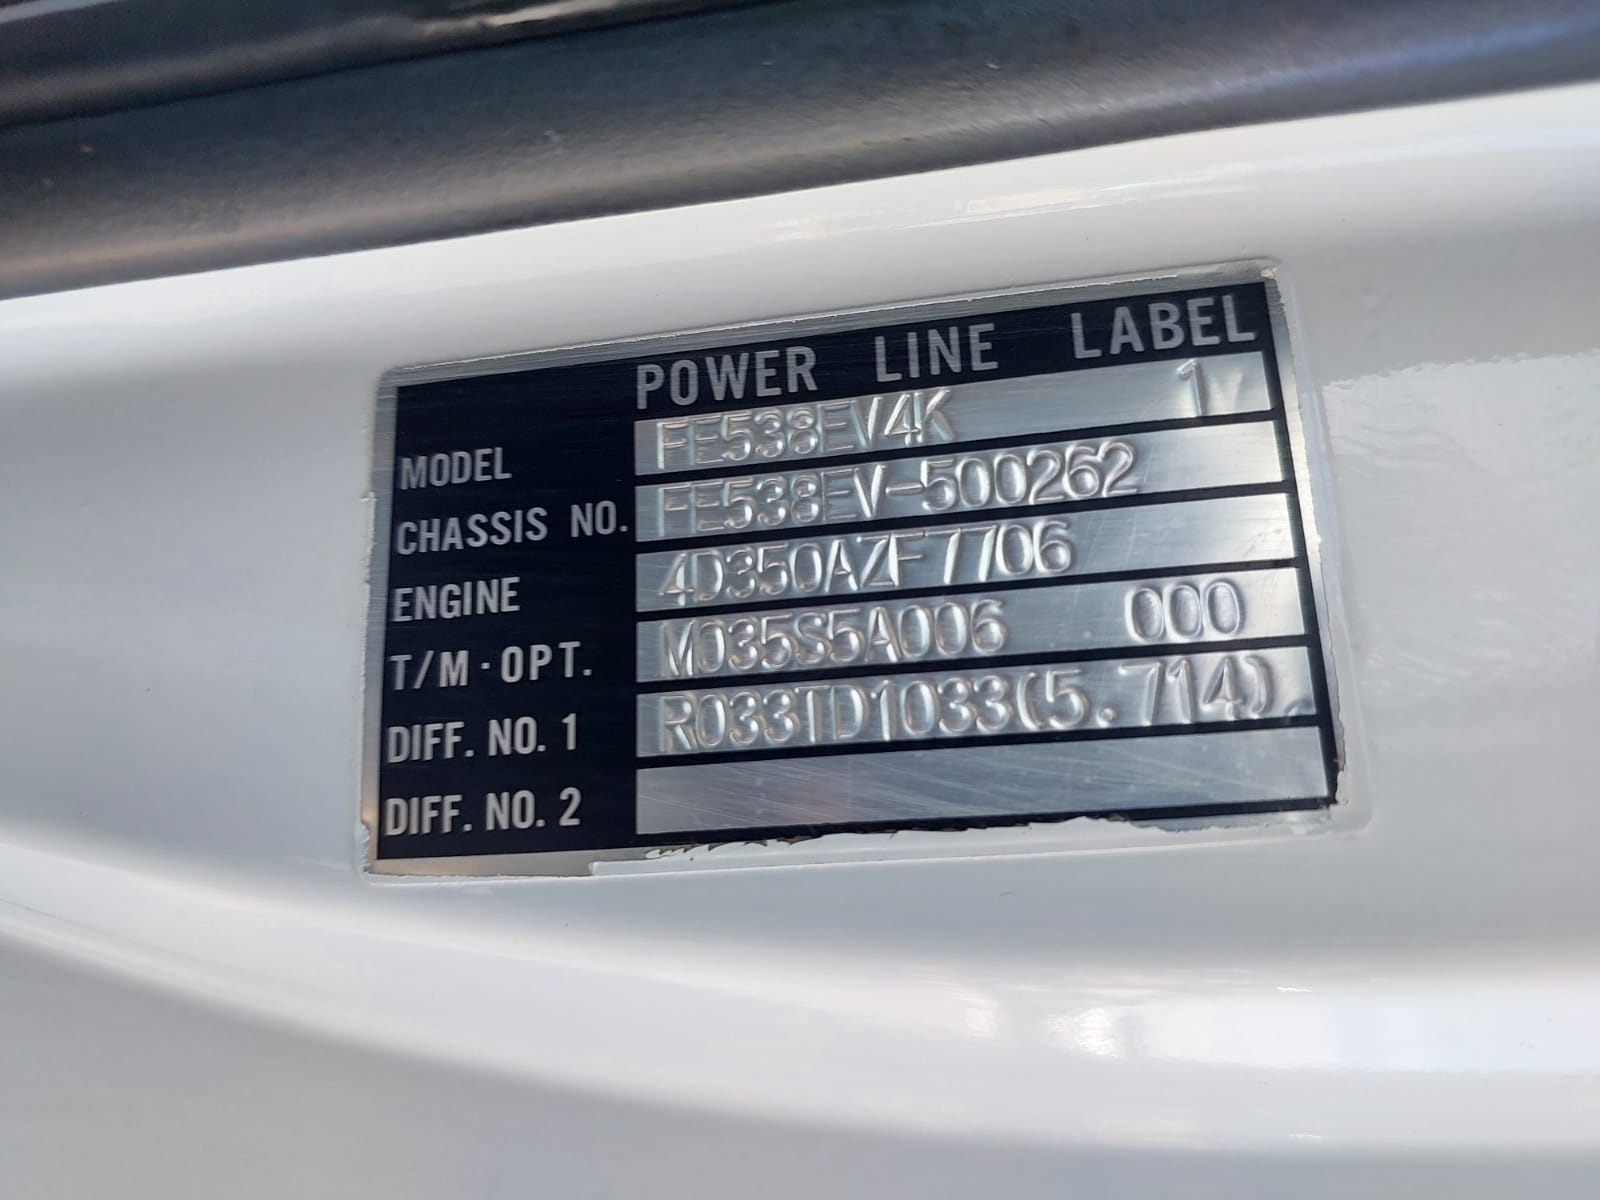 POWER LINE LABEL
MODEL FE538EV4K 1V
CHASSIS NO. FE538EV-500262
ENGINE 4D350AZF7706
T/M·OPT. M035S5A006 000
DIFF. NO. 1 R033TD1033(5.714)
DIFF. NO. 2